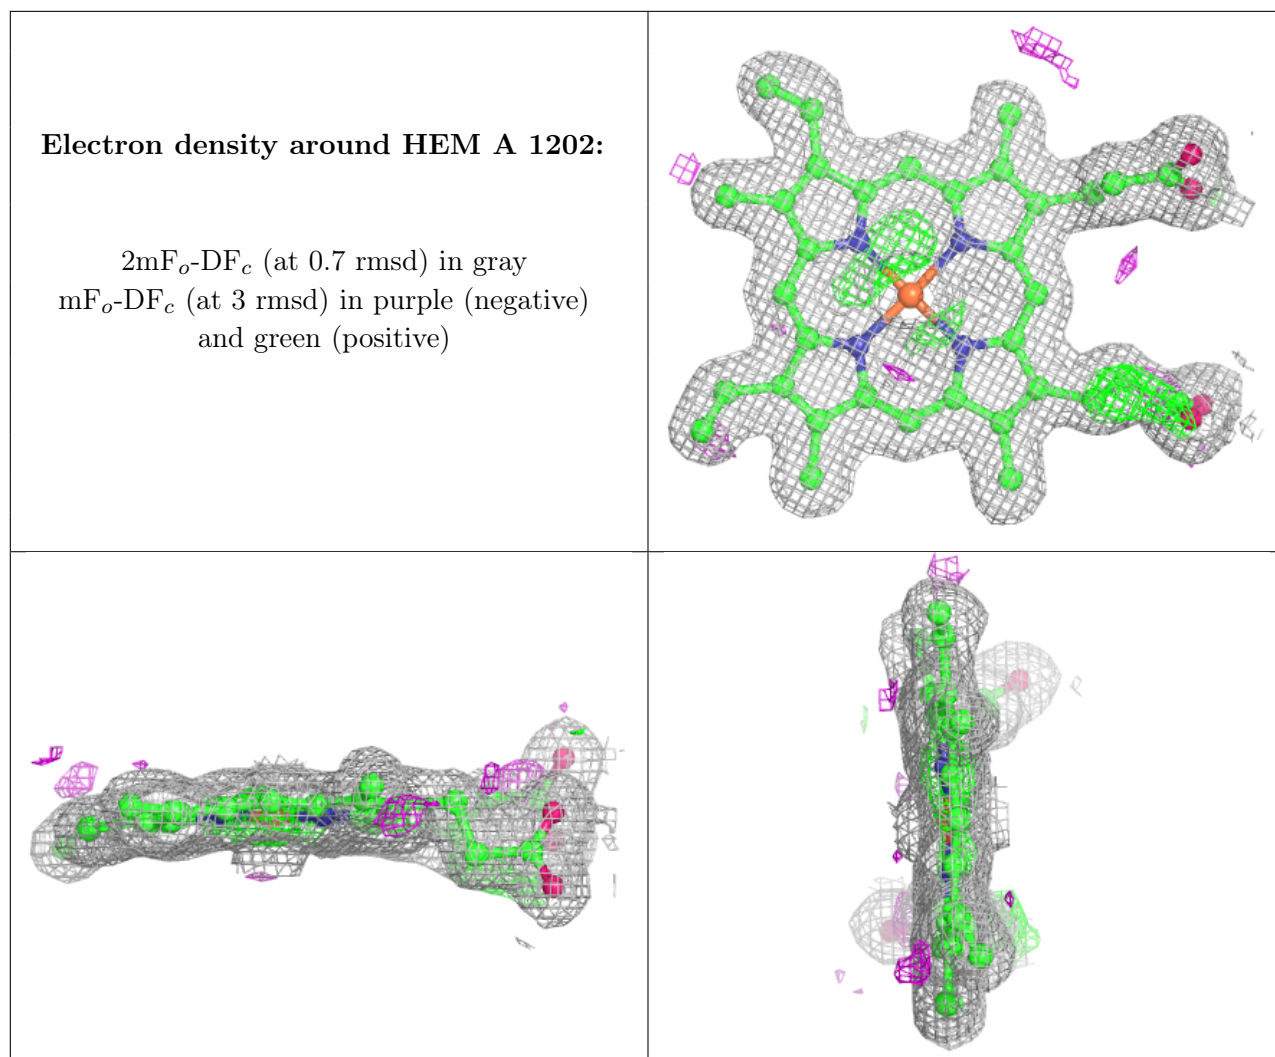 Electron density around HEM A 1202:
2mFₒ-DF𝒸 (at 0.7 rmsd) in gray
mFₒ-DF𝒸 (at 3 rmsd) in purple (negative)
and green (positive)